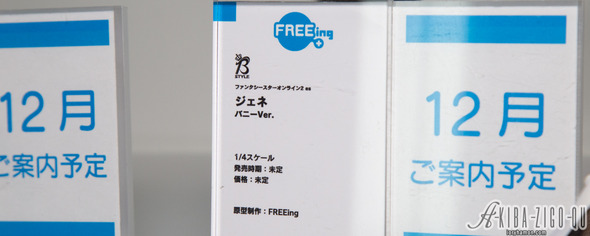 12月
ご案内予定
FREEing
B
STYLE
ファンタシースターオンライン2 es
ジェネ
バニーVer.
1/4スケール
発売時期：未定
価格：未定
原型制作：FREEing
12月
ご案内予定
AKIBA-ZIGO-QU